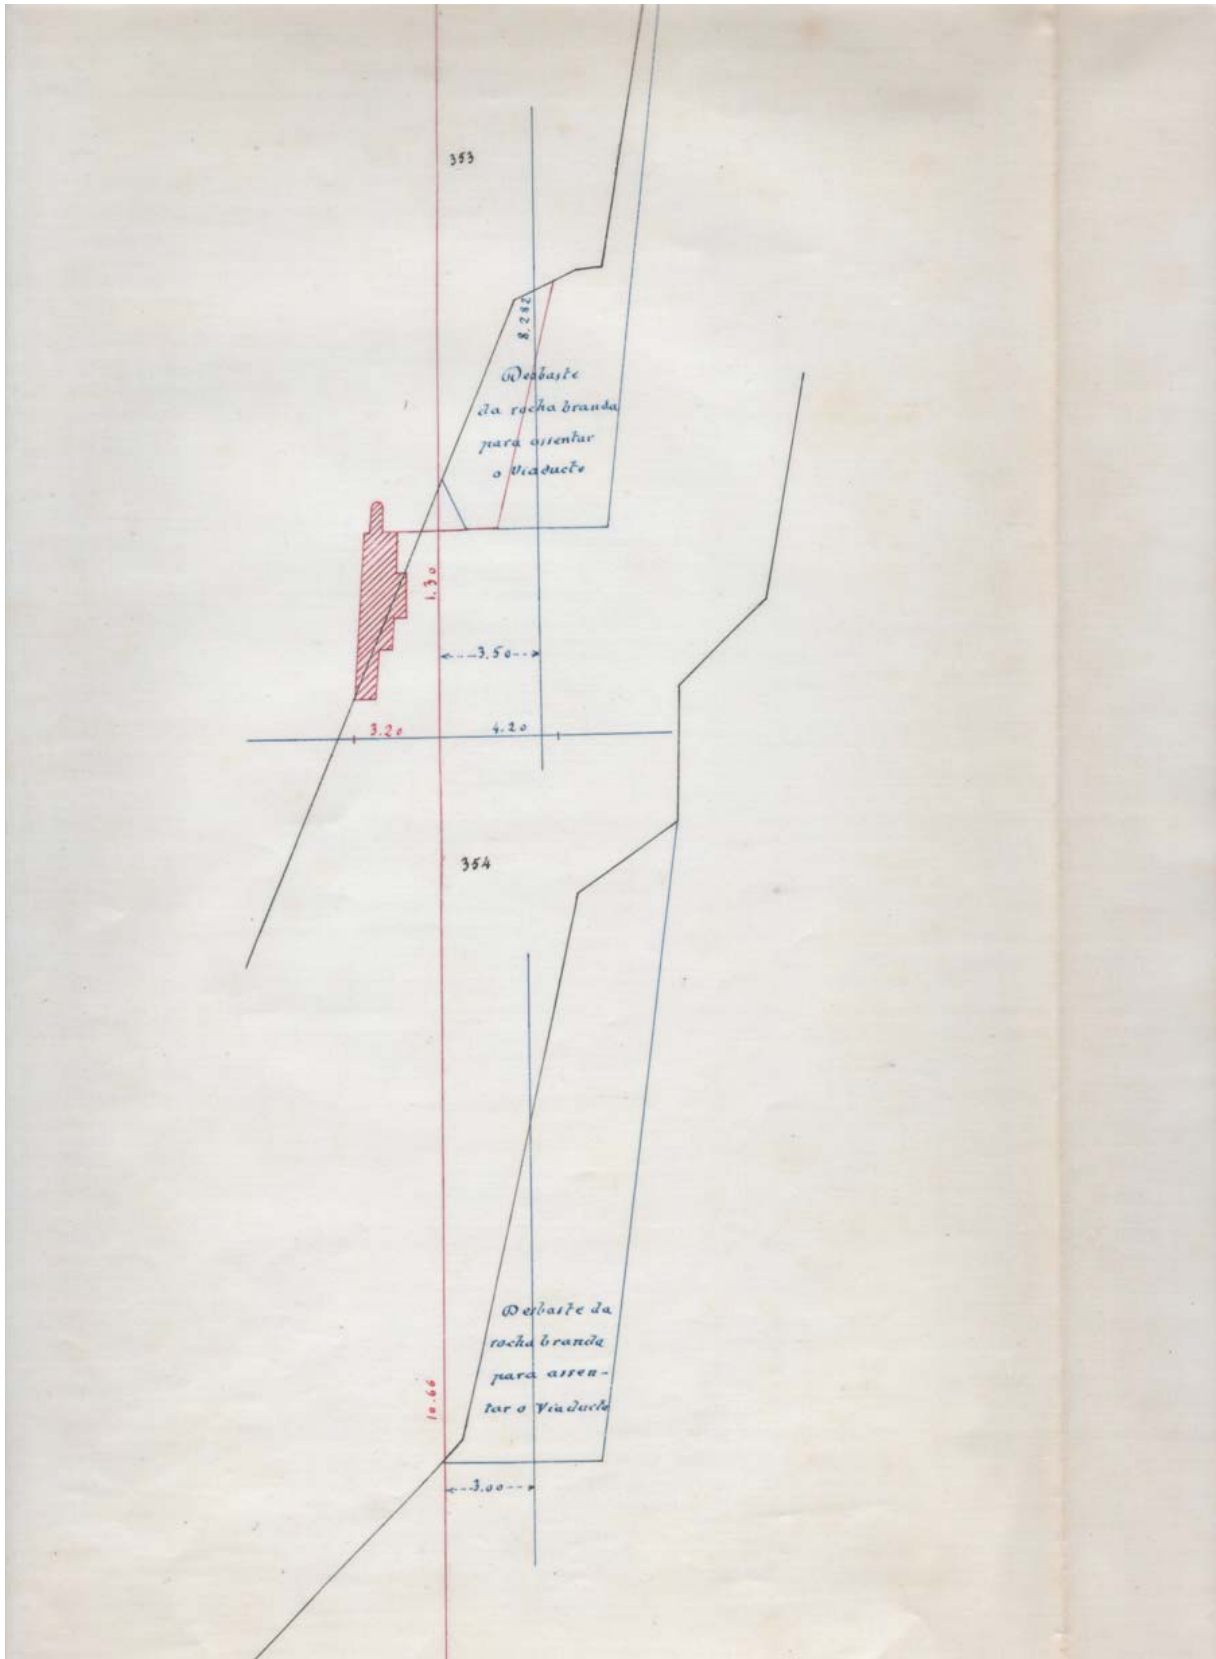 353
8.282
Desbaste
da rocha branda
para assentar
o Viaducto
1.30
3.50
3.20 4.20
354
Desbaste da
rocha branda
para assen-
tar o Viaducto
10.66
3.00